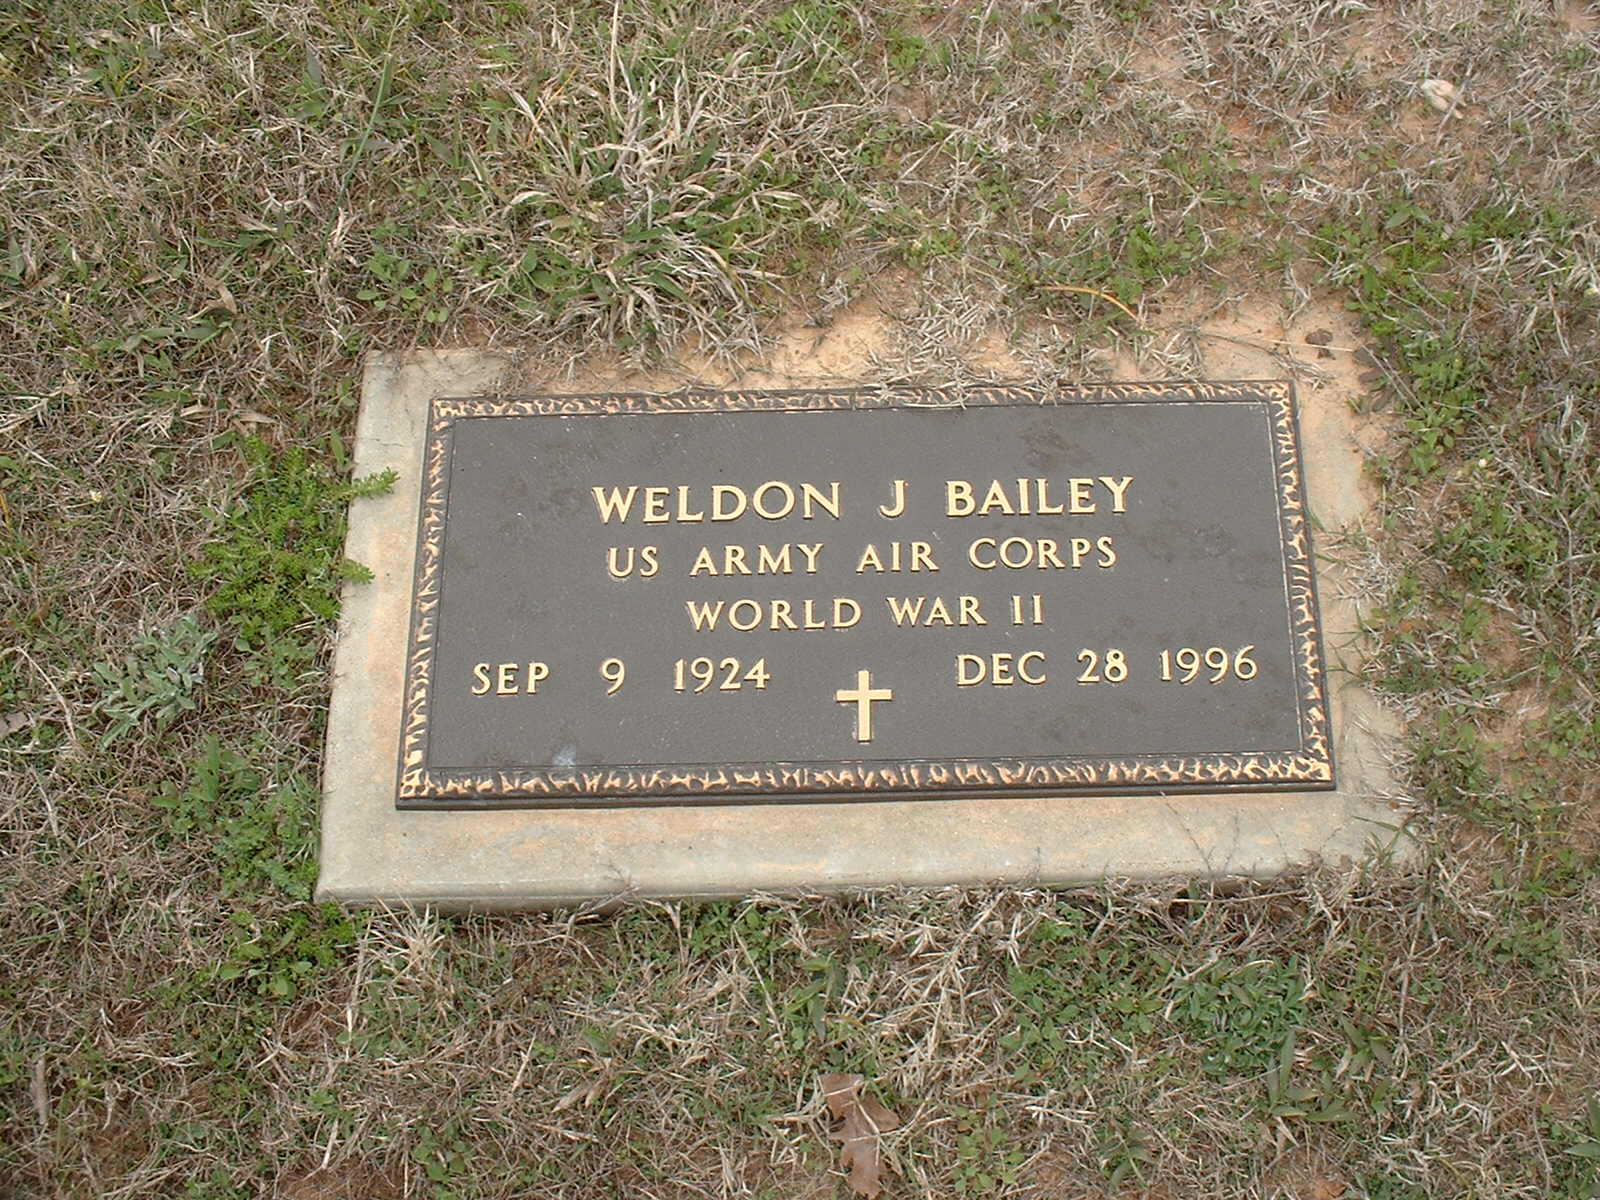 WELDON J BAILEY
US ARMY AIR CORPS
WORLD WAR II
SEP 9 1924 DEC 28 1996